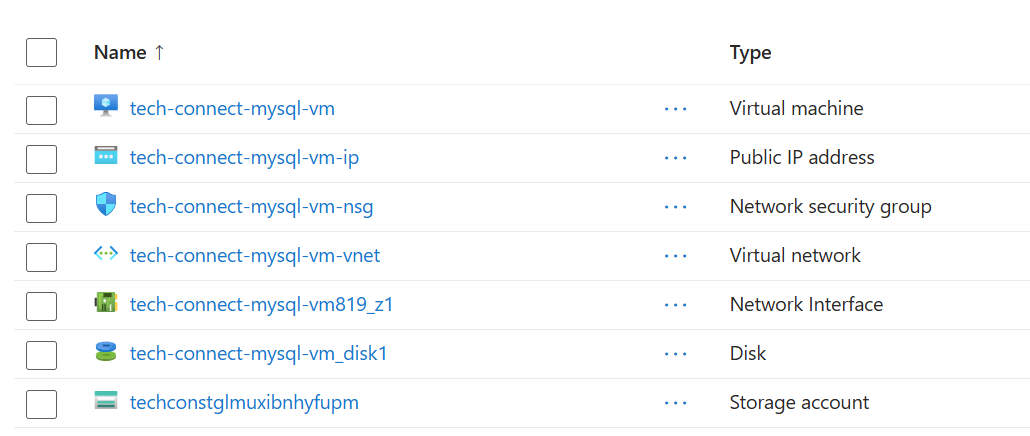 Name ↑ Type
tech-connect-mysql-vm ··· Virtual machine
tech-connect-mysql-vm-ip ··· Public IP address
tech-connect-mysql-vm-nsg ··· Network security group
tech-connect-mysql-vm-vnet ··· Virtual network
tech-connect-mysql-vm819_z1 ··· Network Interface
tech-connect-mysql-vm_disk1 ··· Disk
techconstglmuxibnhyfupm ··· Storage account